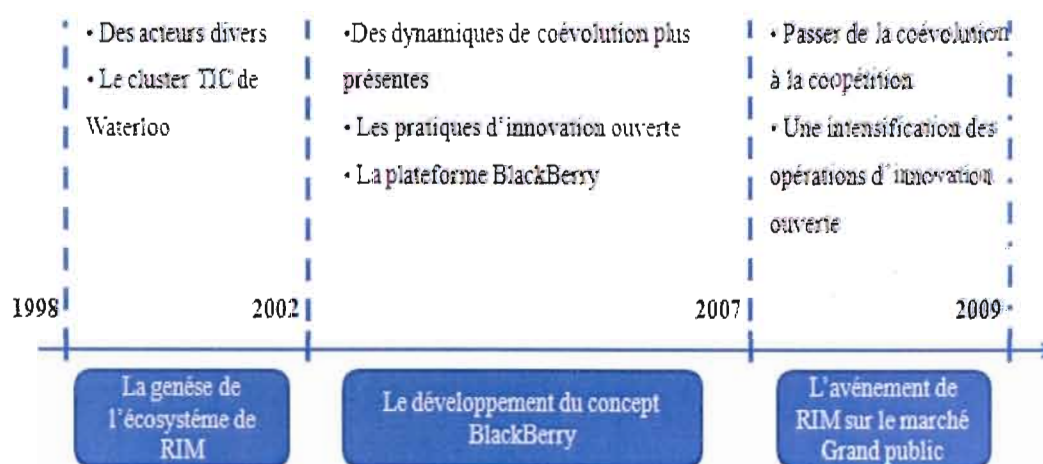 • Des acteurs divers
• Le cluster TIC de
Waterloo
•Des dynamiques de coévolution plus
présentes
• Les pratiques d'innovation ouverte
• La plateforme BlackBerry
• Passer de la coévolution
à la coopétition
• Une intensification des
opérations d'innovation
ouverte
1998
2002
2007
2009
La genèse de
l'écosystéme de
RIM
Le développement du concept
BlackBerry
L'avénement de
RIM sur le marché
Grand public